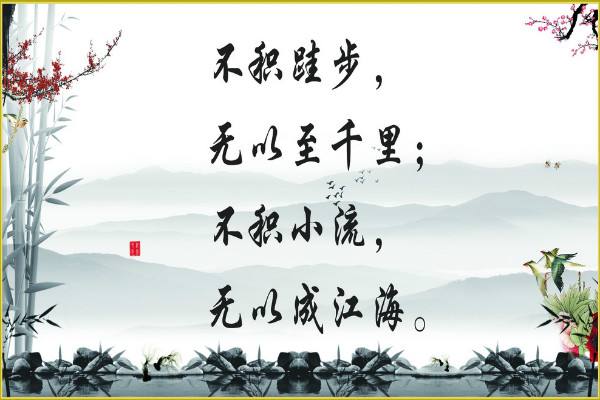 不积跬步，
无以至千里；
不积小流，
无以成江海。